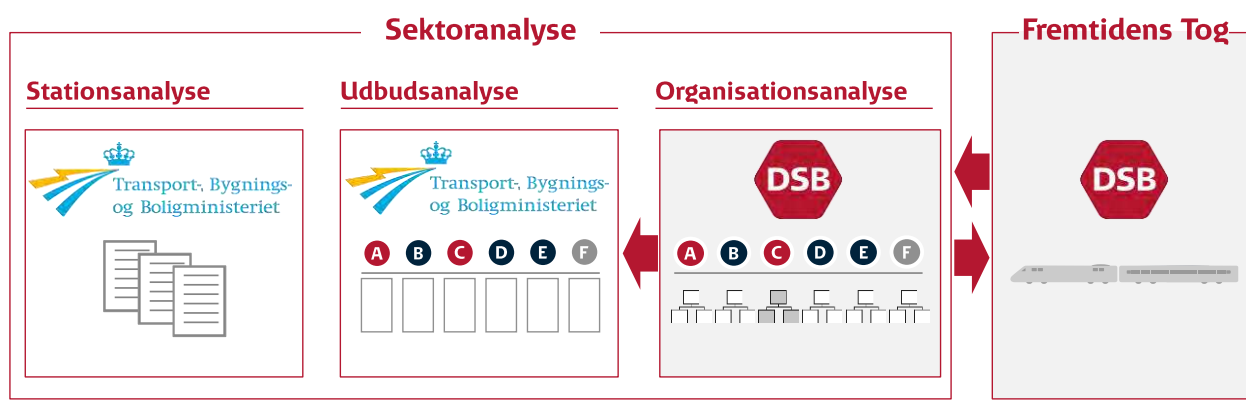 Sektoranalyse
Fremtidens Tog
Stationsanalyse
Udbudsanalyse
Organisationsanalyse
Transport-, Bygnings-
og Boligministeriet
Transport-, Bygnings-
og Boligministeriet
DSB
DSB
A B C D E F
A B C D E F